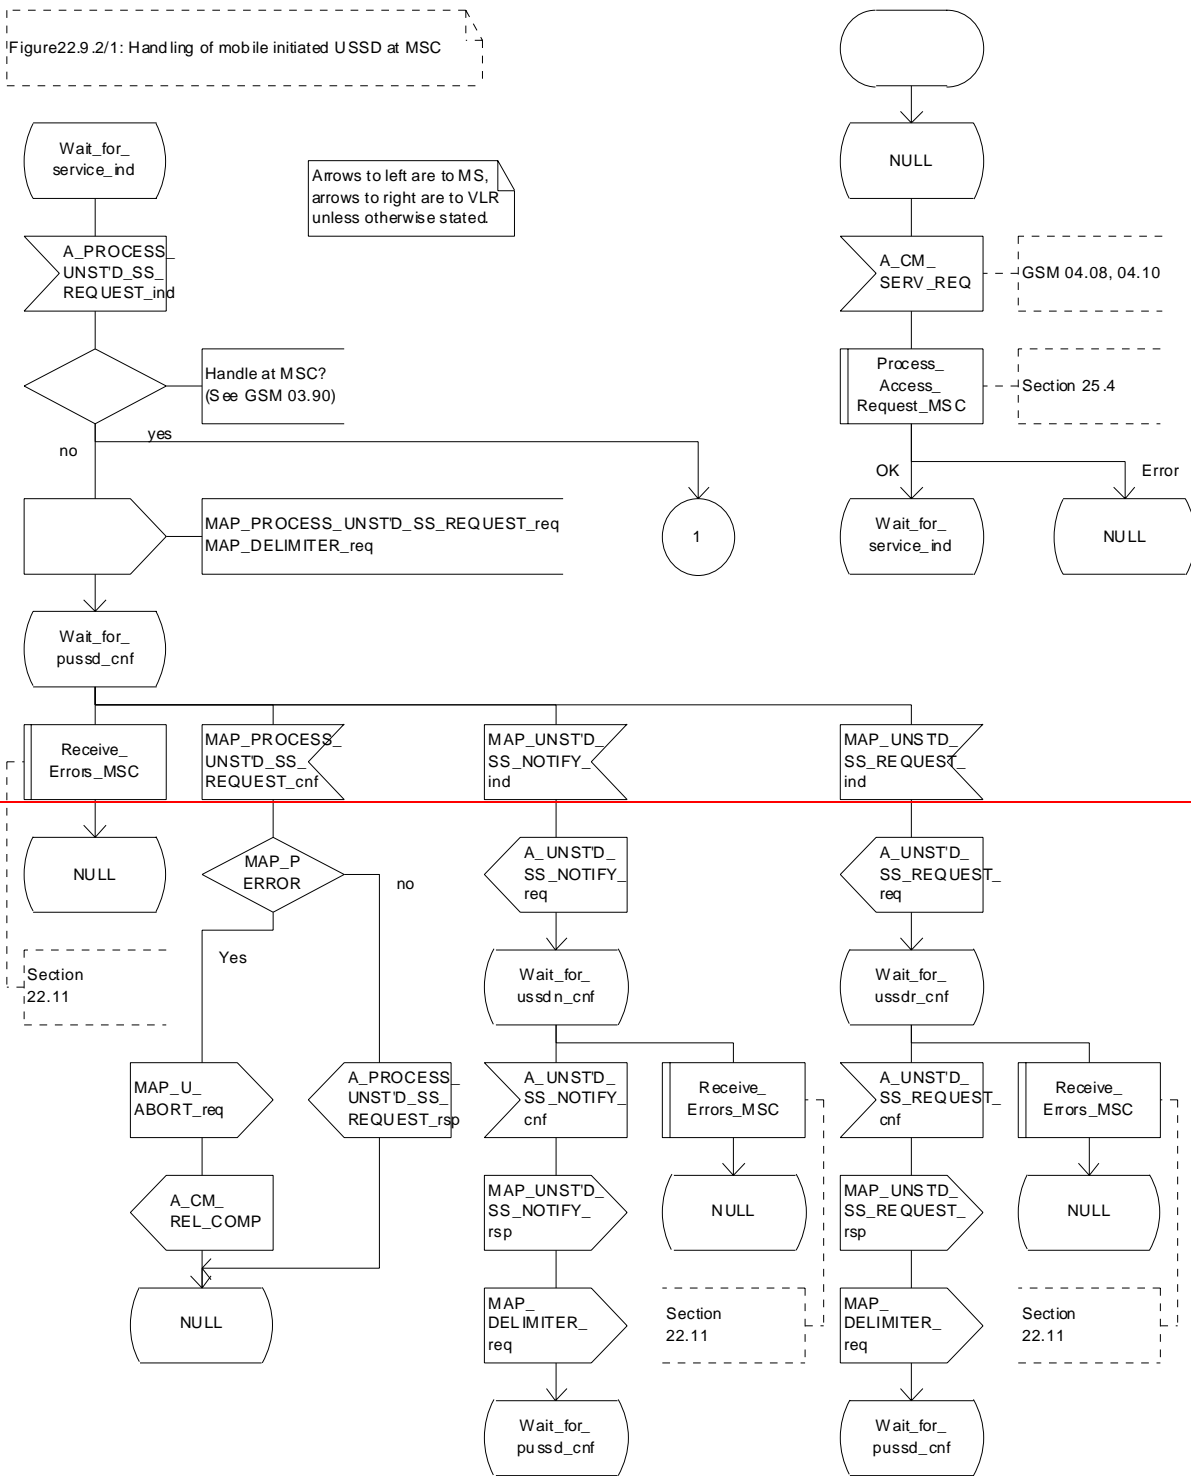 Figure22.9.2/1: Handling of mobile initiated USSD at MSC
Wait_for_
service_ind
Arrows to left are to MS,
arrows to right are to VLR
unless otherwise stated.
NULL
A_PROCESS_
UNST'D_SS_
REQUEST_ind
A_CM_
SERV_REQ
GSM 04.08, 04.10
Handle at MSC?
(See GSM 03.90)
Process_
Access_
Request_MSC
Section 25.4
no
yes
OK
Error
MAP_PROCESS_UNST'D_SS_REQUEST_req
MAP_DELIMITER_req
1
Wait_for_
service_ind
NULL
Wait_for_
pussd_cnf
Receive_
Errors_MSC
MAP_PROCESS_
UNST'D_SS_
REQUEST_cnf
MAP_UNST'D_
SS_NOTIFY_
ind
MAP_UNST'D_
SS_REQUEST_
ind
NULL
MAP_P
ERROR
no
A_UNST'D_
SS_NOTIFY_
req
A_UNST'D_
SS_REQUEST_
req
Yes
Section
22.11
Wait_for_
ussdn_cnf
Wait_for_
ussdr_cnf
MAP_U_
ABORT_req
A_PROCESS_
UNST'D_SS_
REQUEST_rsp
A_UNST'D_
SS_NOTIFY_
cnf
Receive_
Errors_MSC
A_UNST'D_
SS_REQUEST_
cnf
Receive_
Errors_MSC
A_CM_
REL_COMP
MAP_UNST'D_
SS_NOTIFY_
rsp
NULL
MAP_UNST'D_
SS_REQUEST_
rsp
NULL
NULL
MAP_
DELIMITER_
req
Section
22.11
MAP_
DELIMITER_
req
Section
22.11
Wait_for_
pussd_cnf
Wait_for_
pussd_cnf